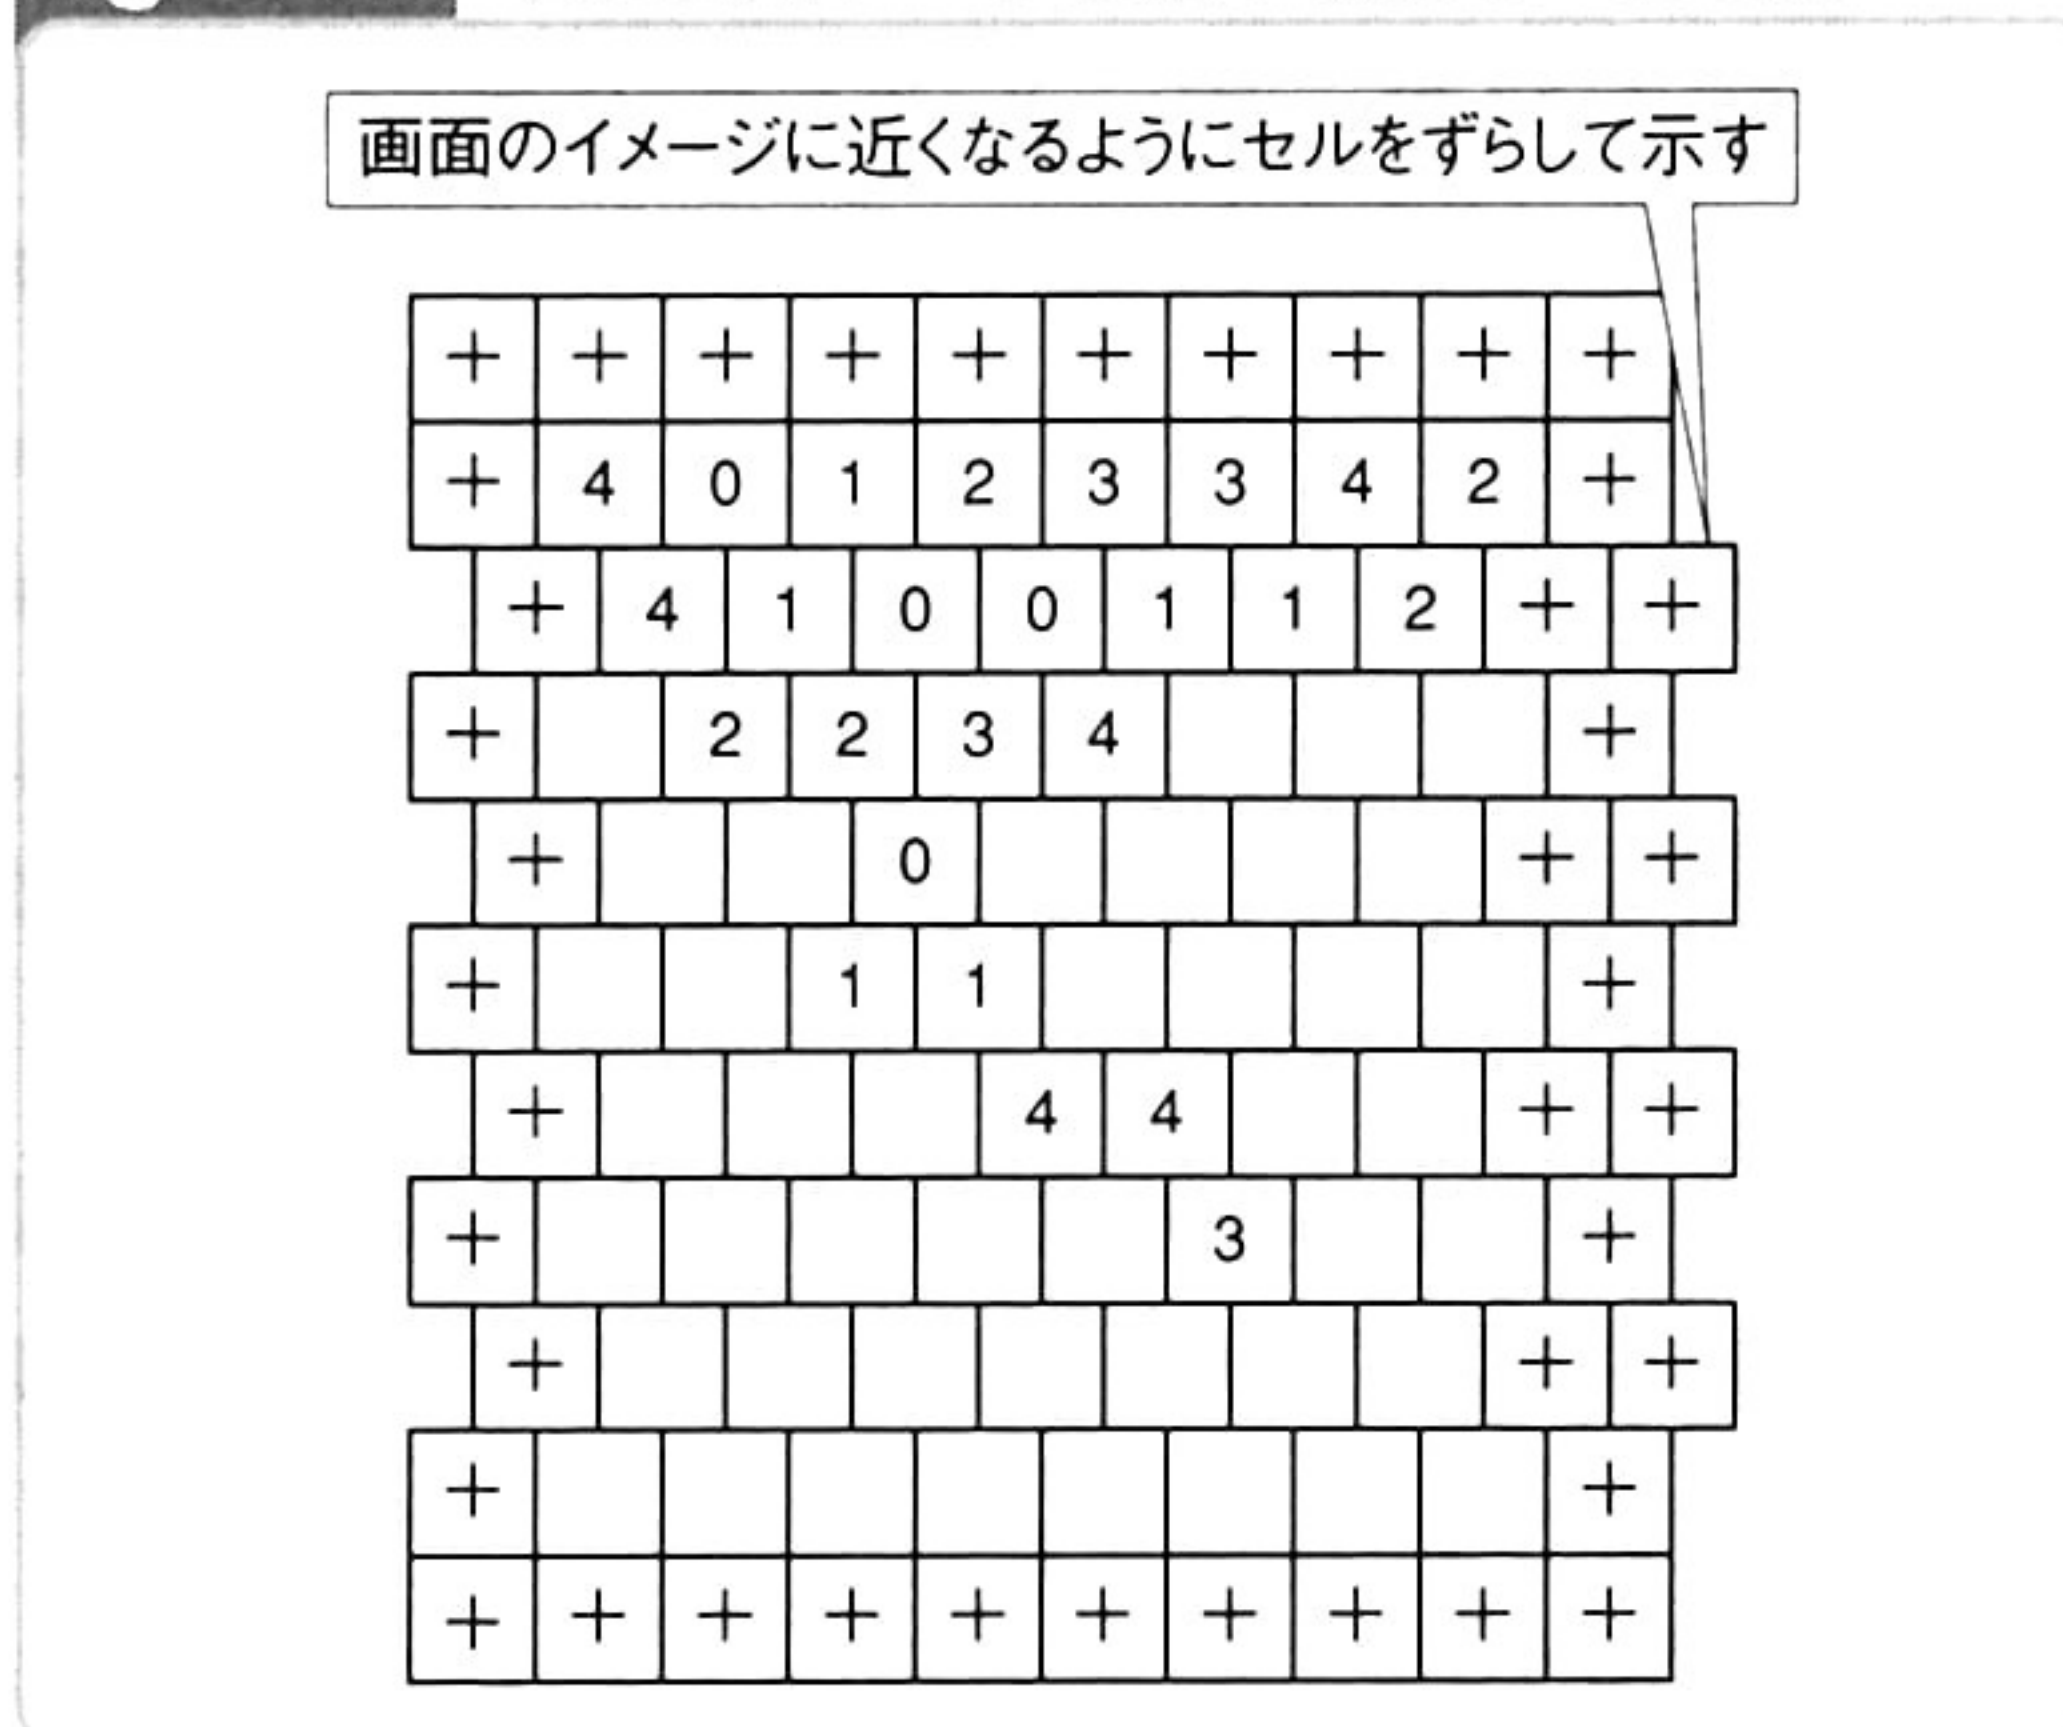 画面のイメージに近くなるようにセルをずらして示す
+ + + + + + + + + +
+ 4 0 1 2 3 3 4 2 +
+ 4 1 0 0 1 1 2 + +
+ 2 2 3 4 +
+ 0 + +
+ 1 1 +
+ 4 4 + +
+ 3 +
+ + +
+ +
+ + + + + + + + + +